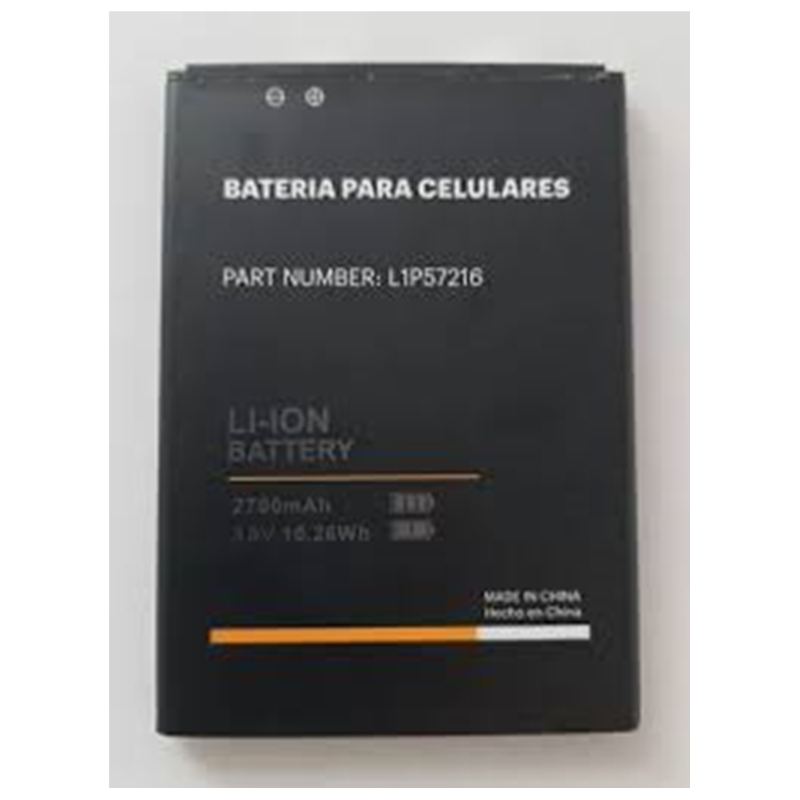 BATERIA PARA CELULARES
PART NUMBER: L1P57216
LI-ION
BATTERY
2700mAh
3.8V 10.26Wh
MADE IN CHINA
Hecho en China